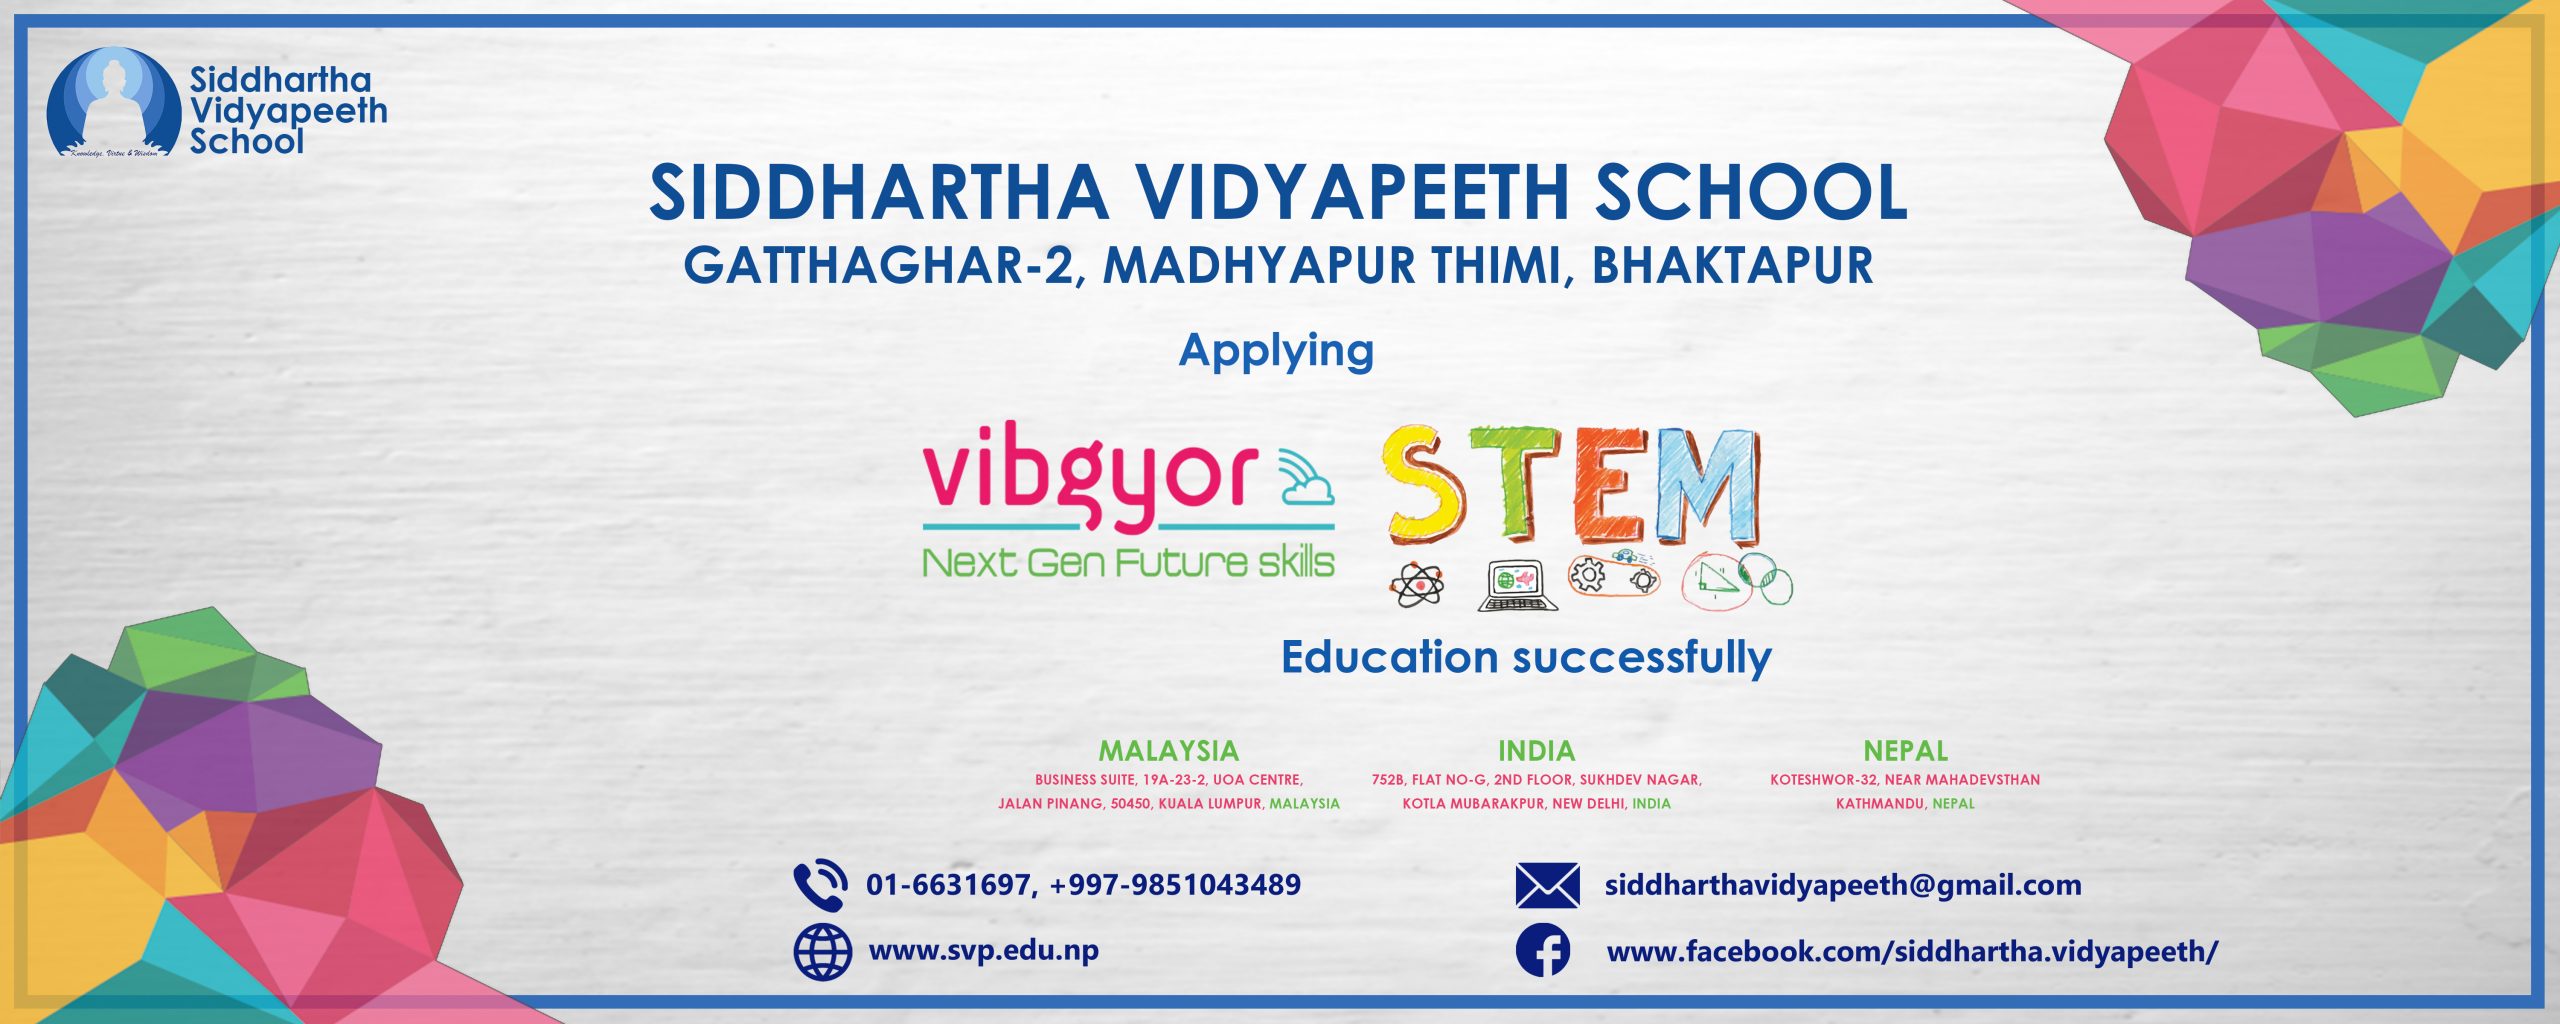 Siddhartha
Vidyapeeth
School
Knowledge, Virtue & Wisdom
SIDDHARTHA VIDYAPEETH SCHOOL
GATTHAGHAR-2, MADHYAPUR THIMI, BHAKTAPUR
Applying
vibgyor
Next Gen Future skills
STEM
Education successfully
MALAYSIA
BUSINESS SUITE, 19A-23-2, UOA CENTRE,
JALAN PINANG, 50450, KUALA LUMPUR, MALAYSIA
INDIA
752B, FLAT NO-G, 2ND FLOOR, SUKHDEV NAGAR,
KOTLA MUBARAKPUR, NEW DELHI, INDIA
NEPAL
KOTESHWOR-32, NEAR MAHADEVSTHAN
KATHMANDU, NEPAL
01-6631697, +997-9851043489
siddharthavidyapeeth@gmail.com
www.svp.edu.np
www.facebook.com/siddhartha.vidyapeeth/